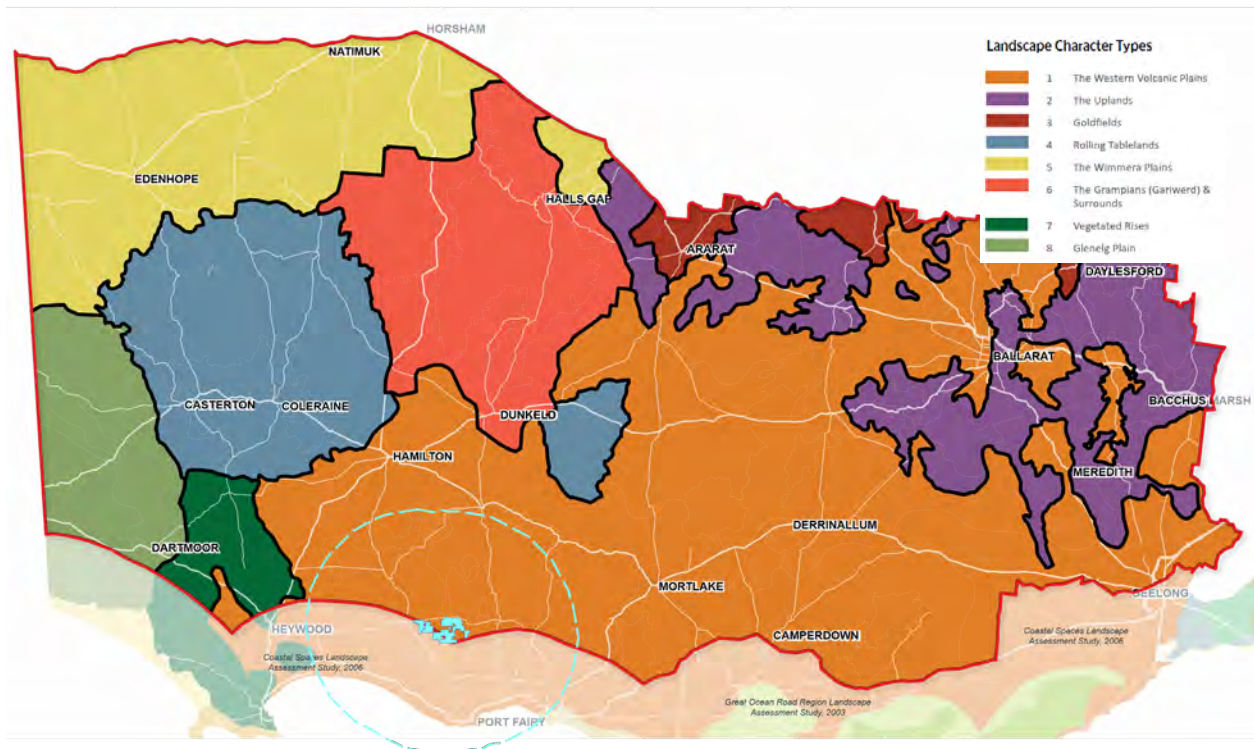 HORSHAM
NATIMUK
Landscape Character Types
1 The Western Volcanic Plains
2 The Uplands
3 Goldfields
4 Rolling Tablelands
5 The Wimmera Plains
6 The Grampians (Gariwerd) &
Surrounds
7 Vegetated Rises
8 Glenelg Plain
EDENHOPE
HALLS GAP
ARARAT
DAYLESFORD
BALLARAT
CASTERTON
COLERAINE
DUNKELD
BACCHUS MARSH
HAMILTON
MEREDITH
DERRINALLUM
DARTMOOR
MORTLAKE
GEELONG
HEYWOOD
CAMPERDOWN
Coastal Spaces Landscape
Assessment Study, 2006
Coastal Spaces Landscape
Assessment Study, 2006
Great Ocean Road Region Landscape
Assessment Study, 2003
PORT FAIRY